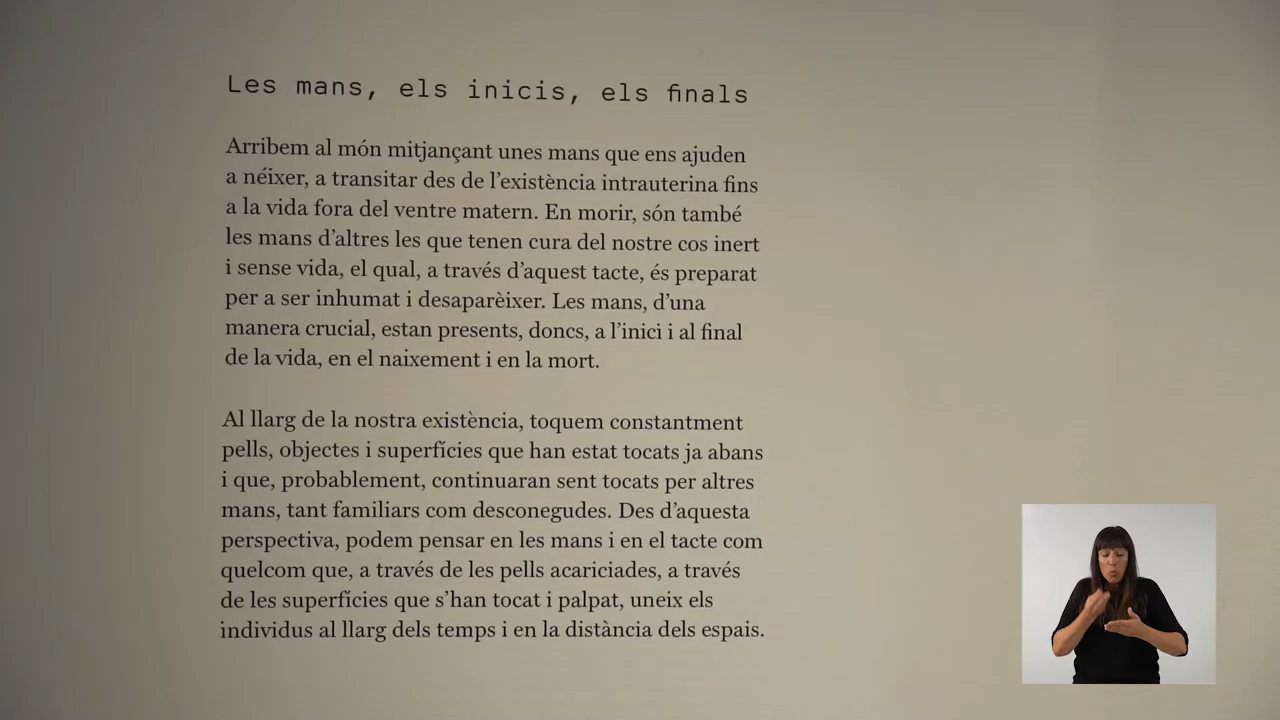 Les mans, els inicis, els finals
Arribem al món mitjançant unes mans que ens ajuden
a néixer, a transitar des de l’existència intrauterina fins
a la vida fora del ventre matern. En morir, són també
les mans d’altres les que tenen cura del nostre cos inert
i sense vida, el qual, a través d’aquest tacte, és preparat
per a ser inhumat i desaparèixer. Les mans, d’una
manera crucial, estan presents, doncs, a l’inici i al final
de la vida, en el naixement i en la mort.
Al llarg de la nostra existència, toquem constantment
pells, objectes i superfícies que han estat tocats ja abans
i que, probablement, continuaran sent tocats per altres
mans, tant familiars com desconegudes. Des d’aquesta
perspectiva, podem pensar en les mans i en el tacte com
quelcom que, a través de les pells acariciades, a través
de les superfícies que s’han tocat i palpat, uneix els
individus al llarg dels temps i en la distància dels espais.